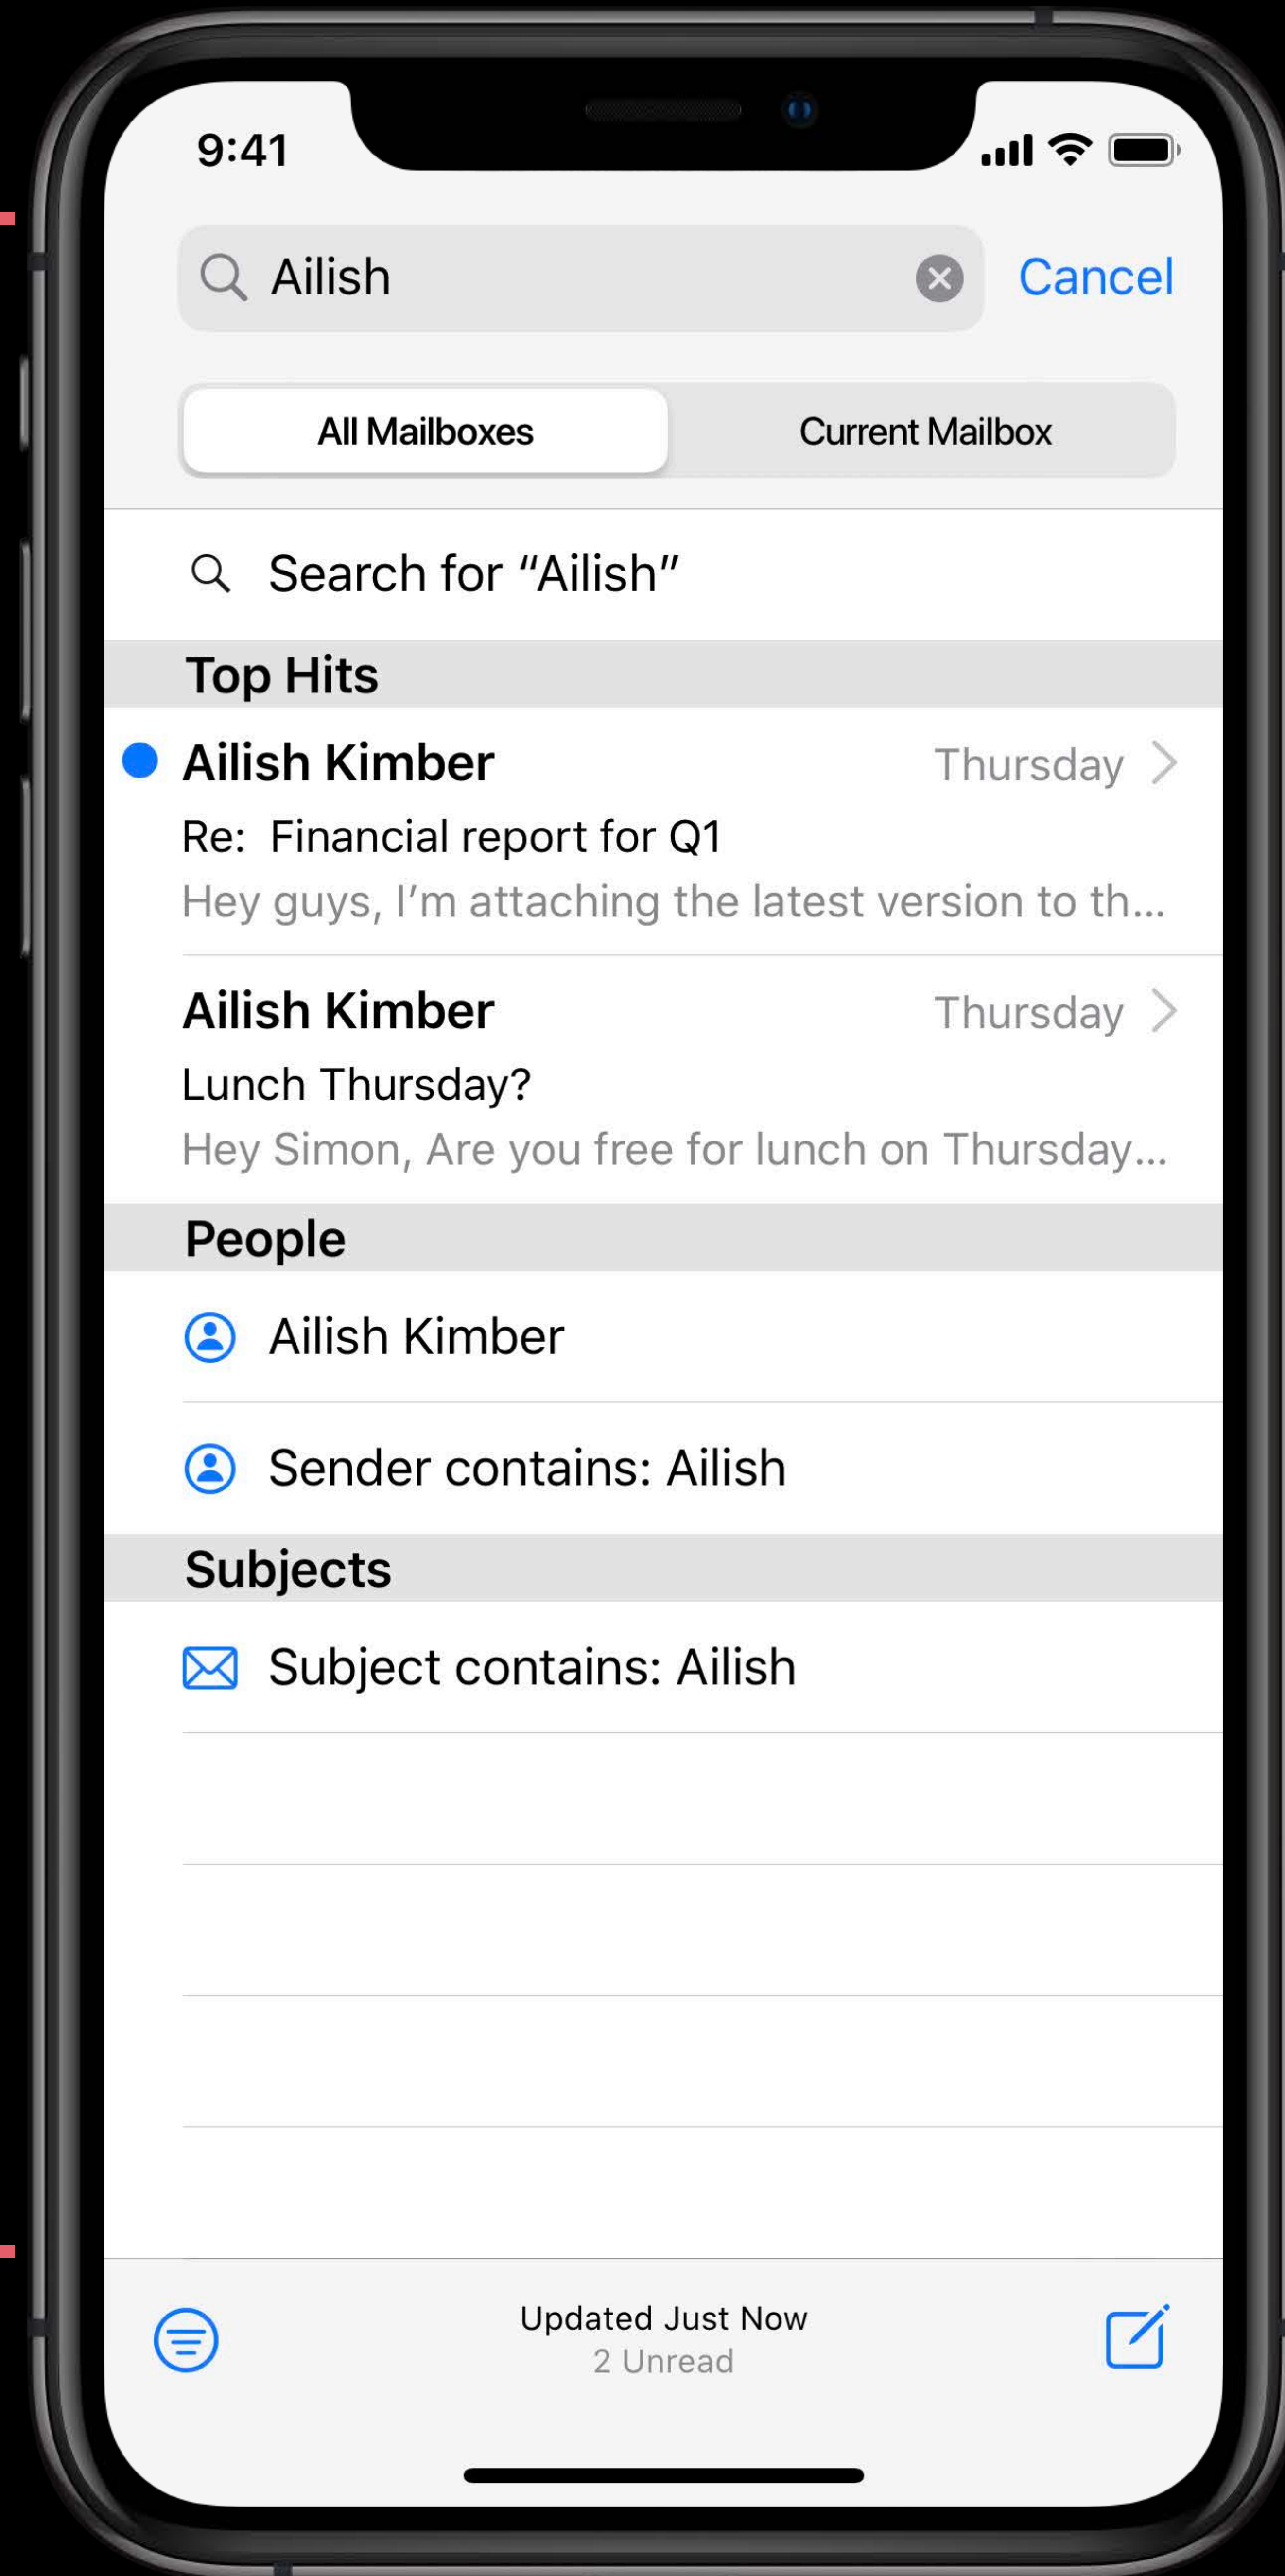 9:41
Ailish
Cancel
All Mailboxes
Current Mailbox
Search for “Ailish”
Top Hits
Ailish Kimber
Thursday
Re:  Financial report for Q1
Hey guys, I’m attaching the latest version to th...
Ailish Kimber
Thursday
Lunch Thursday?
Hey Simon, Are you free for lunch on Thursday...
People
Ailish Kimber
Sender contains: Ailish
Subjects
Subject contains: Ailish
Updated Just Now
2 Unread